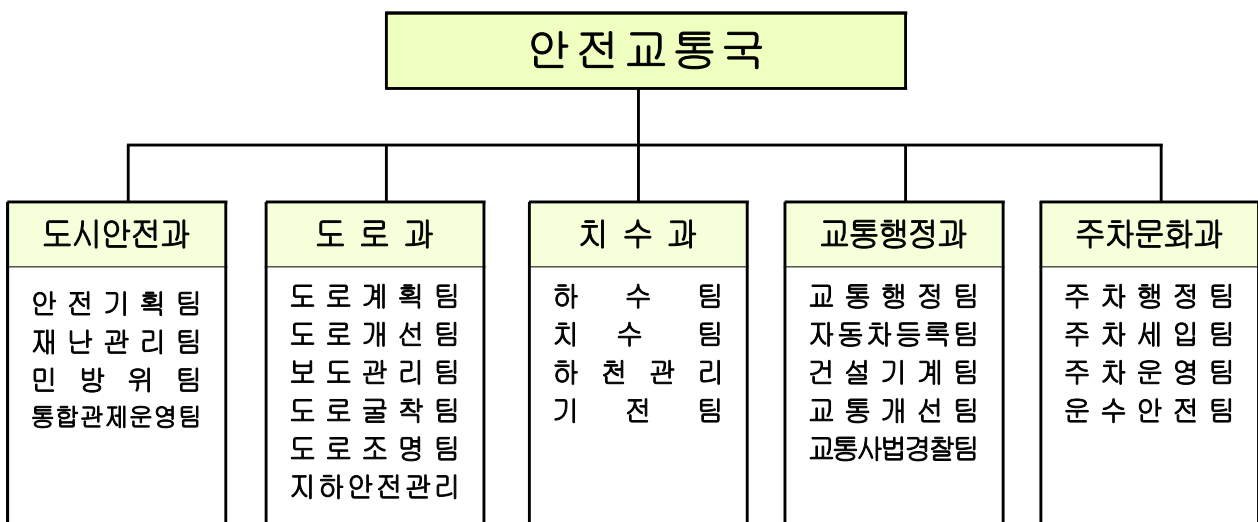 안전교통국
도시안전과
안전기획팀
재난관리팀
민방위팀
통합관제운영팀
도로과
도로계획팀
도로개선팀
보도관리팀
도로굴착팀
도로조명팀
지하안전관리
치수과
하수팀
치수팀
하천관리
기전팀
교통행정과
교통행정팀
자동차등록팀
건설기계팀
교통개선팀
교통사법경찰팀
주차문화과
주차행정팀
주차세입팀
주차운영팀
운수안전팀